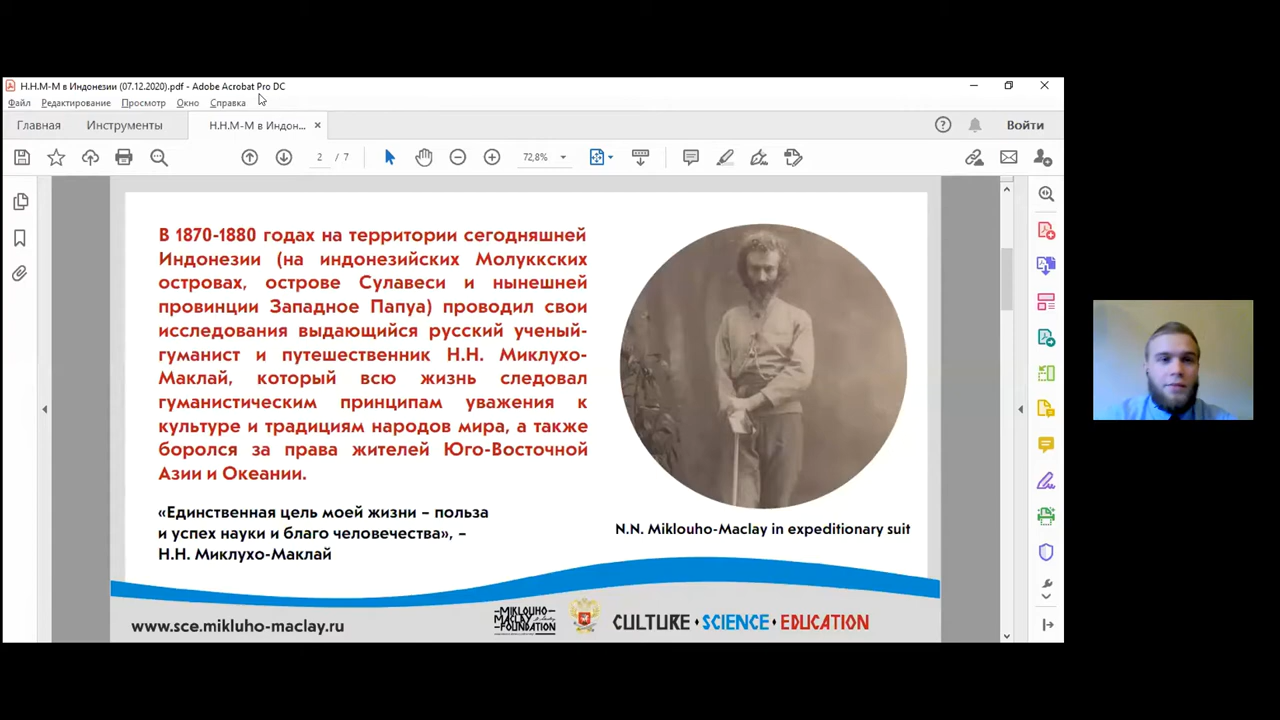 Н.Н.М-М в Индонезии (07.12.2020).pdf - Adobe Acrobat Pro DC
Файл Редактирование Просмотр Окно Справка
Главная Инструменты Н.Н.М-М в Индон... × Войти
2 / 7 72,8%
В 1870-1880 годах на территории сегодняшней
Индонезии (на индонезийских Молуккских
островах, острове Сулавеси и нынешней
провинции Западное Папуа) проводил свои
исследования выдающийся русский ученый-
гуманист и путешественник Н.Н. Миклухо-
Маклай, который всю жизнь следовал
гуманистическим принципам уважения к
культуре и традициям народов мира, а также
боролся за права жителей Юго-Восточной
Азии и Океании.
«Единственная цель моей жизни – польза
и успех науки и благо человечества», –
Н.Н. Миклухо-Маклай
N.N. Miklouho-Maclay in expeditionary suit
www.sce.mikluho-maclay.ru
MIKLOUHO
MACLAY
FOUNDATION
CULTURE • SCIENCE • EDUCATION